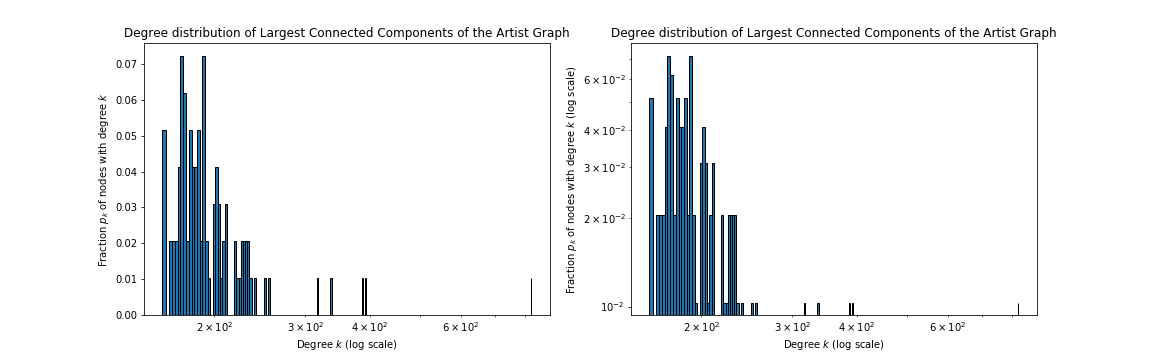 Degree distribution of Largest Connected Components of the Artist Graph
Fraction $p_k$ of nodes with degree $k$
0.07
0.06
0.05
0.04
0.03
0.02
0.01
0.00
2 × 10² 3 × 10² 4 × 10² 6 × 10²
Degree k (log scale)
Degree distribution of Largest Connected Components of the Artist Graph
Fraction $p_k$ of nodes with degree $k$ (log scale)
6 × 10⁻²
4 × 10⁻²
3 × 10⁻²
2 × 10⁻²
10⁻²
2 × 10² 3 × 10² 4 × 10² 6 × 10²
Degree k (log scale)